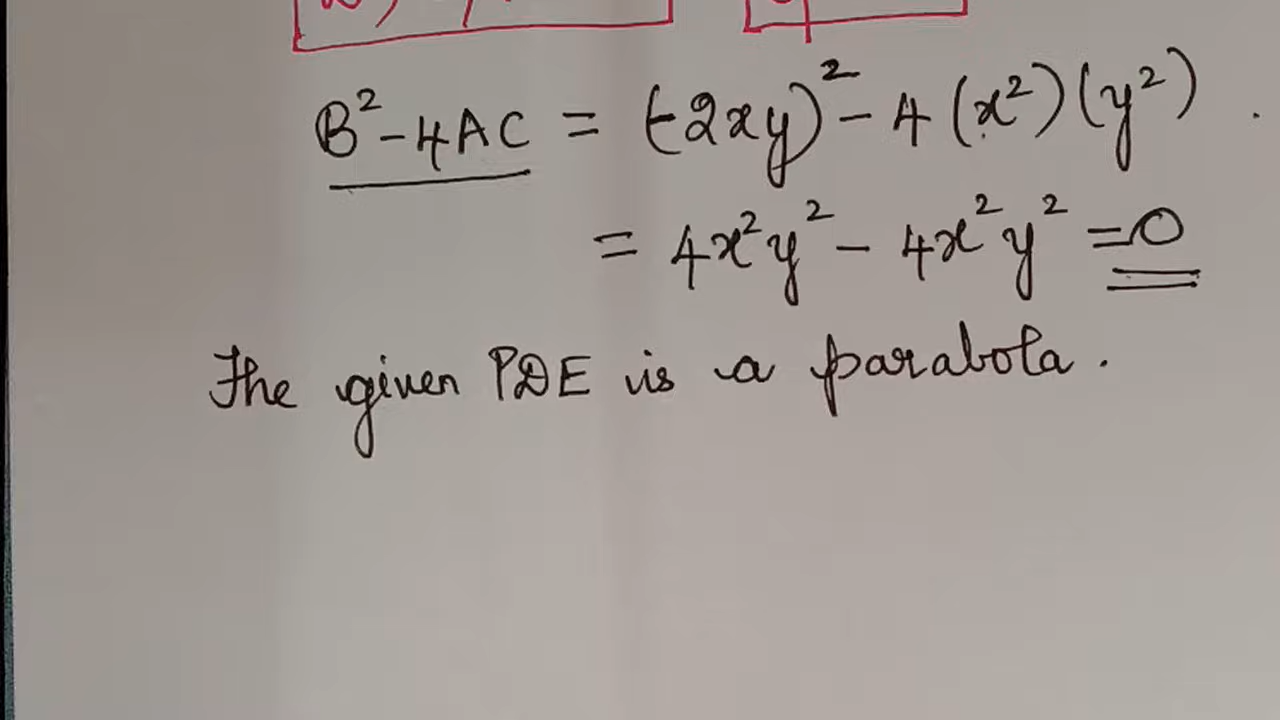 B² - 4AC = (-2xy)² - 4(x²)(y²)
= 4x²y² - 4x²y² = 0
The given PDE is a parabola.